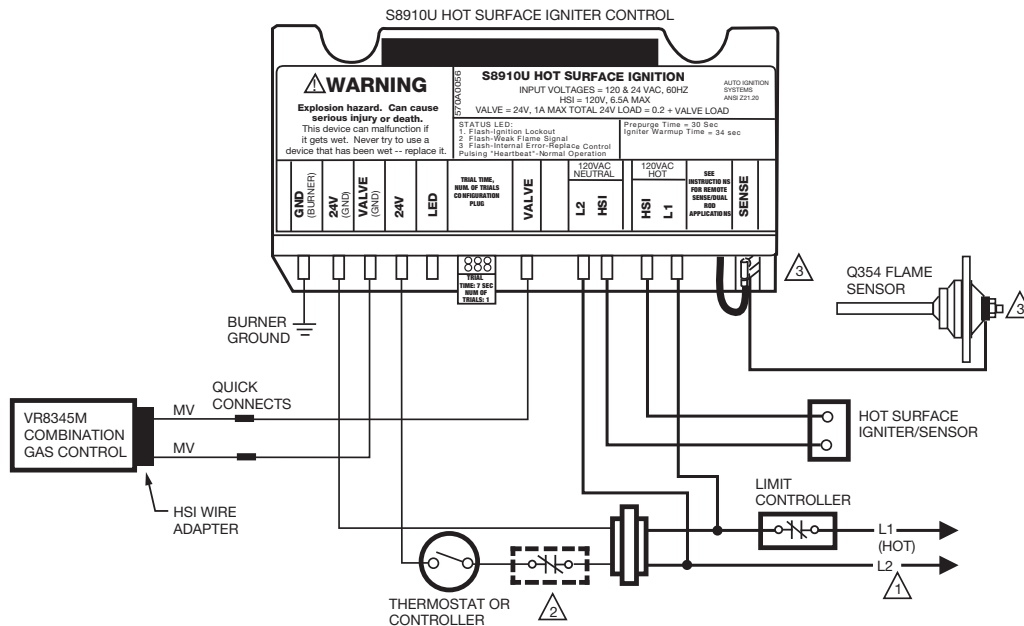 S8910U HOT SURFACE IGNITER CONTROL
WARNING
Explosion hazard. Can cause
serious injury or death.
This device can malfunction if
it gets wet. Never try to use a
device that has been wet -- replace it.
570A0056
S8910U HOT SURFACE IGNITION
INPUT VOLTAGES = 120 & 24 VAC, 60HZ
HSI = 120V, 6.5A MAX
VALVE = 24V, 1A MAX TOTAL 24V LOAD = 0.2 + VALVE LOAD
AUTO IGNITION
SYSTEMS
ANSI Z21.20
STATUS LED:
1. Flash-Ignition Lockout
2 Flash-Weak Flame Signal
3 Flash-Internal Error-Replace Control
Pulsing "Heartbeat"-Normal Operation
Prepurge Time = 30 Sec
Igniter Warmup Time = 34 sec
GND
(BURNER)
24V
(GND)
VALVE
(GND)
24V
LED
TRIAL TIME,
NUM. OF TRIALS
CONFIGURATION
PLUG
VALVE
120VAC
NEUTRAL
L2
HSI
120VAC
HOT
HSI
L1
SEE
INSTRUCTIONS
FOR REMOTE
SENSE/DUAL
ROD
APPLICATIONS
SENSE
TRIAL
TIME: 7 SEC
NUM OF
TRIALS: 1
3
Q354 FLAME
SENSOR
3
BURNER
GROUND
QUICK
CONNECTS
MV
MV
VR8345M
COMBINATION
GAS CONTROL
HSI WIRE
ADAPTER
HOT SURFACE
IGNITER/SENSOR
LIMIT
CONTROLLER
L1
(HOT)
L2
1
THERMOSTAT OR
CONTROLLER
2